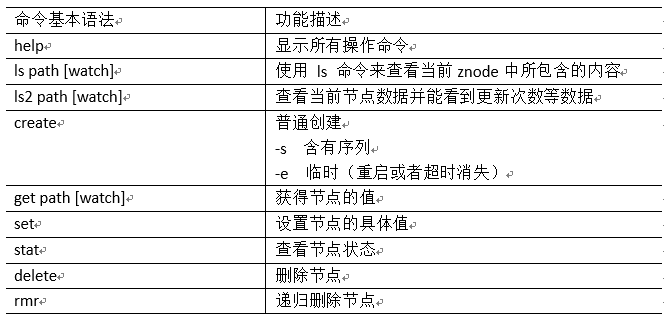 命令基本语法 功能描述
help 显示所有操作命令
ls path [watch] 使用 ls 命令来查看当前znode中所包含的内容
ls2 path [watch] 查看当前节点数据并能看到更新次数等数据
create 普通创建
-s 含有序列
-e 临时（重启或者超时消失）
get path [watch] 获得节点的值
set 设置节点的具体值
stat 查看节点状态
delete 删除节点
rmr 递归删除节点